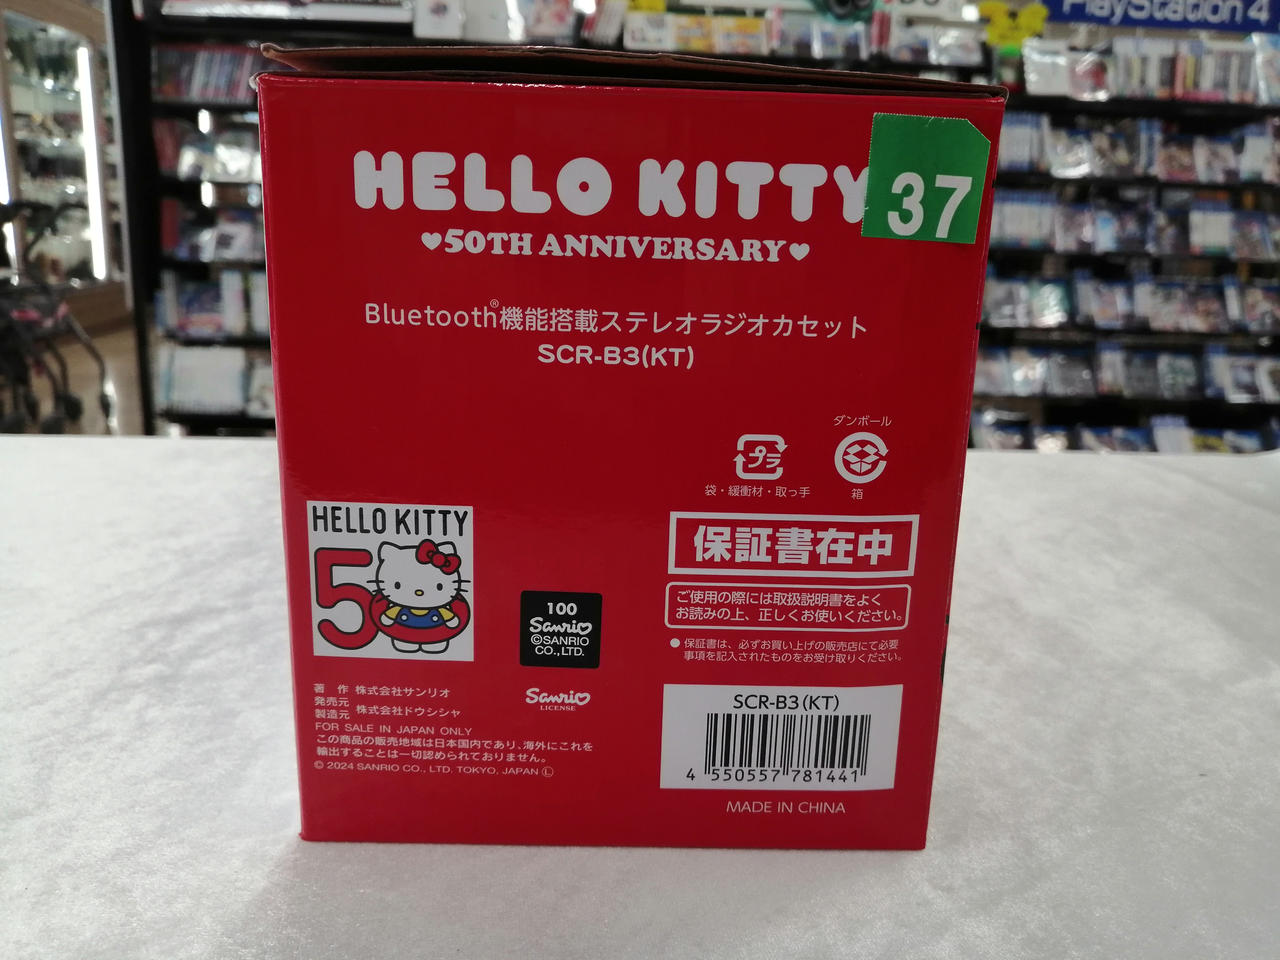 PlayStation 4
HELLO KITTY
37
♥50TH ANNIVERSARY♥
Bluetooth®機能搭載ステレオラジオカセット
SCR-B3(KT)
ダンボール
プラ
袋・緩衝材・取っ手
箱
HELLO KITTY
50
保証書在中
ご使用の際には取扱説明書をよく
お読みの上、正しくお使いください。
● 保証書は、必ずお買い上げの販売店にて必要
事項を記入されたものをお受け取りください。
100
Sanrio
©SANRIO
CO., LTD.
Sanrio
LICENSE
著 作 株式会社サンリオ
発売元
製造元 株式会社ドウシシャ
FOR SALE IN JAPAN ONLY
この商品の販売地域は日本国内であり、海外にこれを
輸出することは一切認められておりません。
© 2024 SANRIO CO., LTD. TOKYO, JAPAN Ⓛ
SCR-B3(KT)
4 550557 781441
MADE IN CHINA